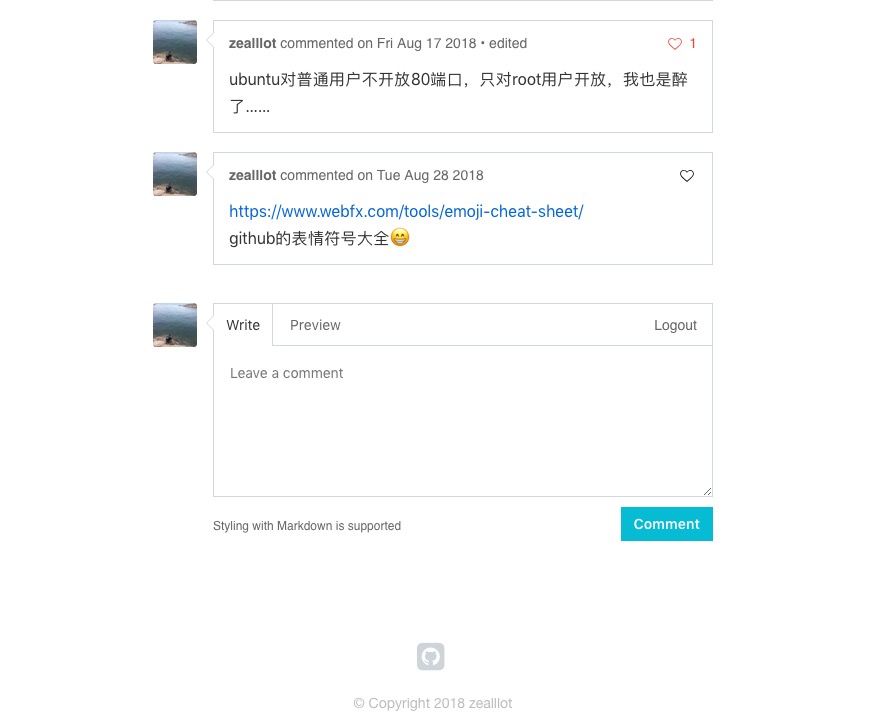 zealllot commented on Fri Aug 17 2018 • edited 1
ubuntu对普通用户不开放80端口，只对root用户开放，我也是醉
了......
zealllot commented on Tue Aug 28 2018
https://www.webfx.com/tools/emoji-cheat-sheet/
github的表情符号大全😁
Write Preview Logout
Leave a comment
Styling with Markdown is supported Comment
© Copyright 2018 zealllot